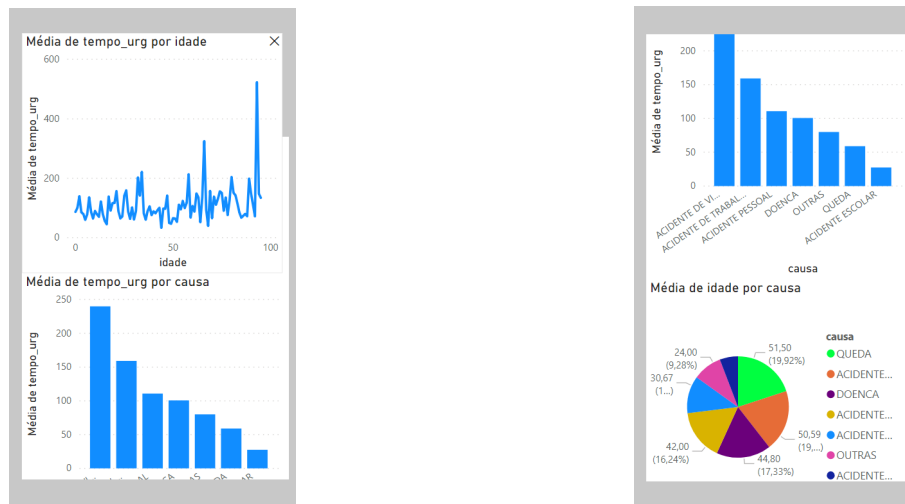 Média de tempo_urg por idade
600
400
200
0
Média de tempo_urg
0
50
100
idade
Média de tempo_urg por causa
250
200
150
100
50
0
Média de tempo_urg
200
150
100
50
0
Média de tempo_urg
ACIDENTE DE VI...
ACIDENTE DE TRABAL...
ACIDENTE PESSOAL
DOENCA
OUTRAS
QUEDA
ACIDENTE ESCOLAR
causa
Média de idade por causa
51,50
(19,92%)
50,59
(19,...)
44,80
(17,33%)
42,00
(16,24%)
30,67
(1...)
24,00
(9,28%)
causa
QUEDA
ACIDENTE...
DOENCA
ACIDENTE...
ACIDENTE...
OUTRAS
ACIDENTE...